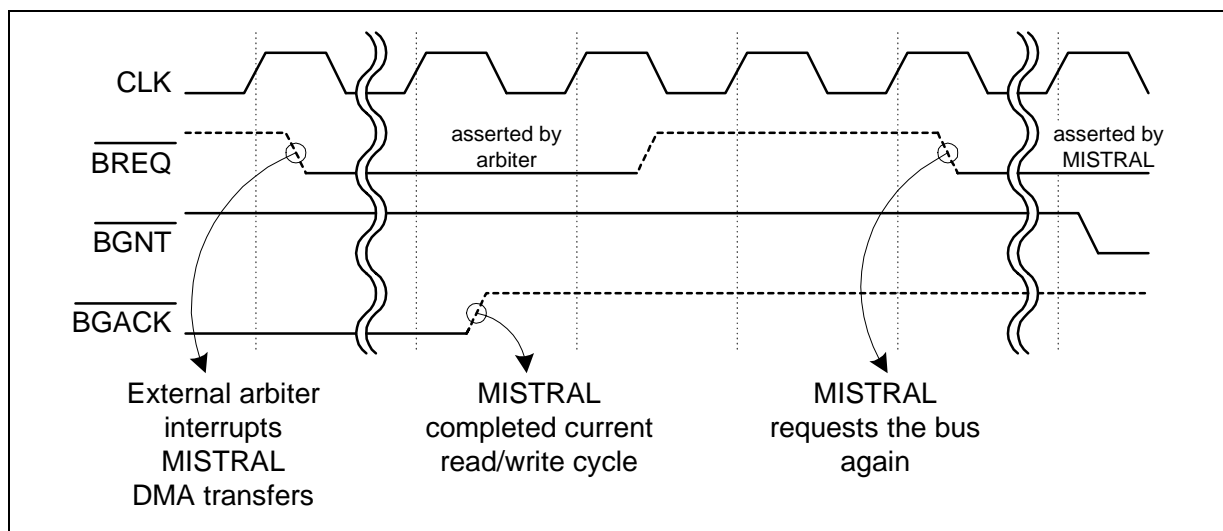 CLK
BREQ
asserted by
arbiter
asserted by
MISTRAL
BGNT
BGACK
External arbiter
interrupts
MISTRAL
DMA transfers
MISTRAL
completed current
read/write cycle
MISTRAL
requests the bus
again